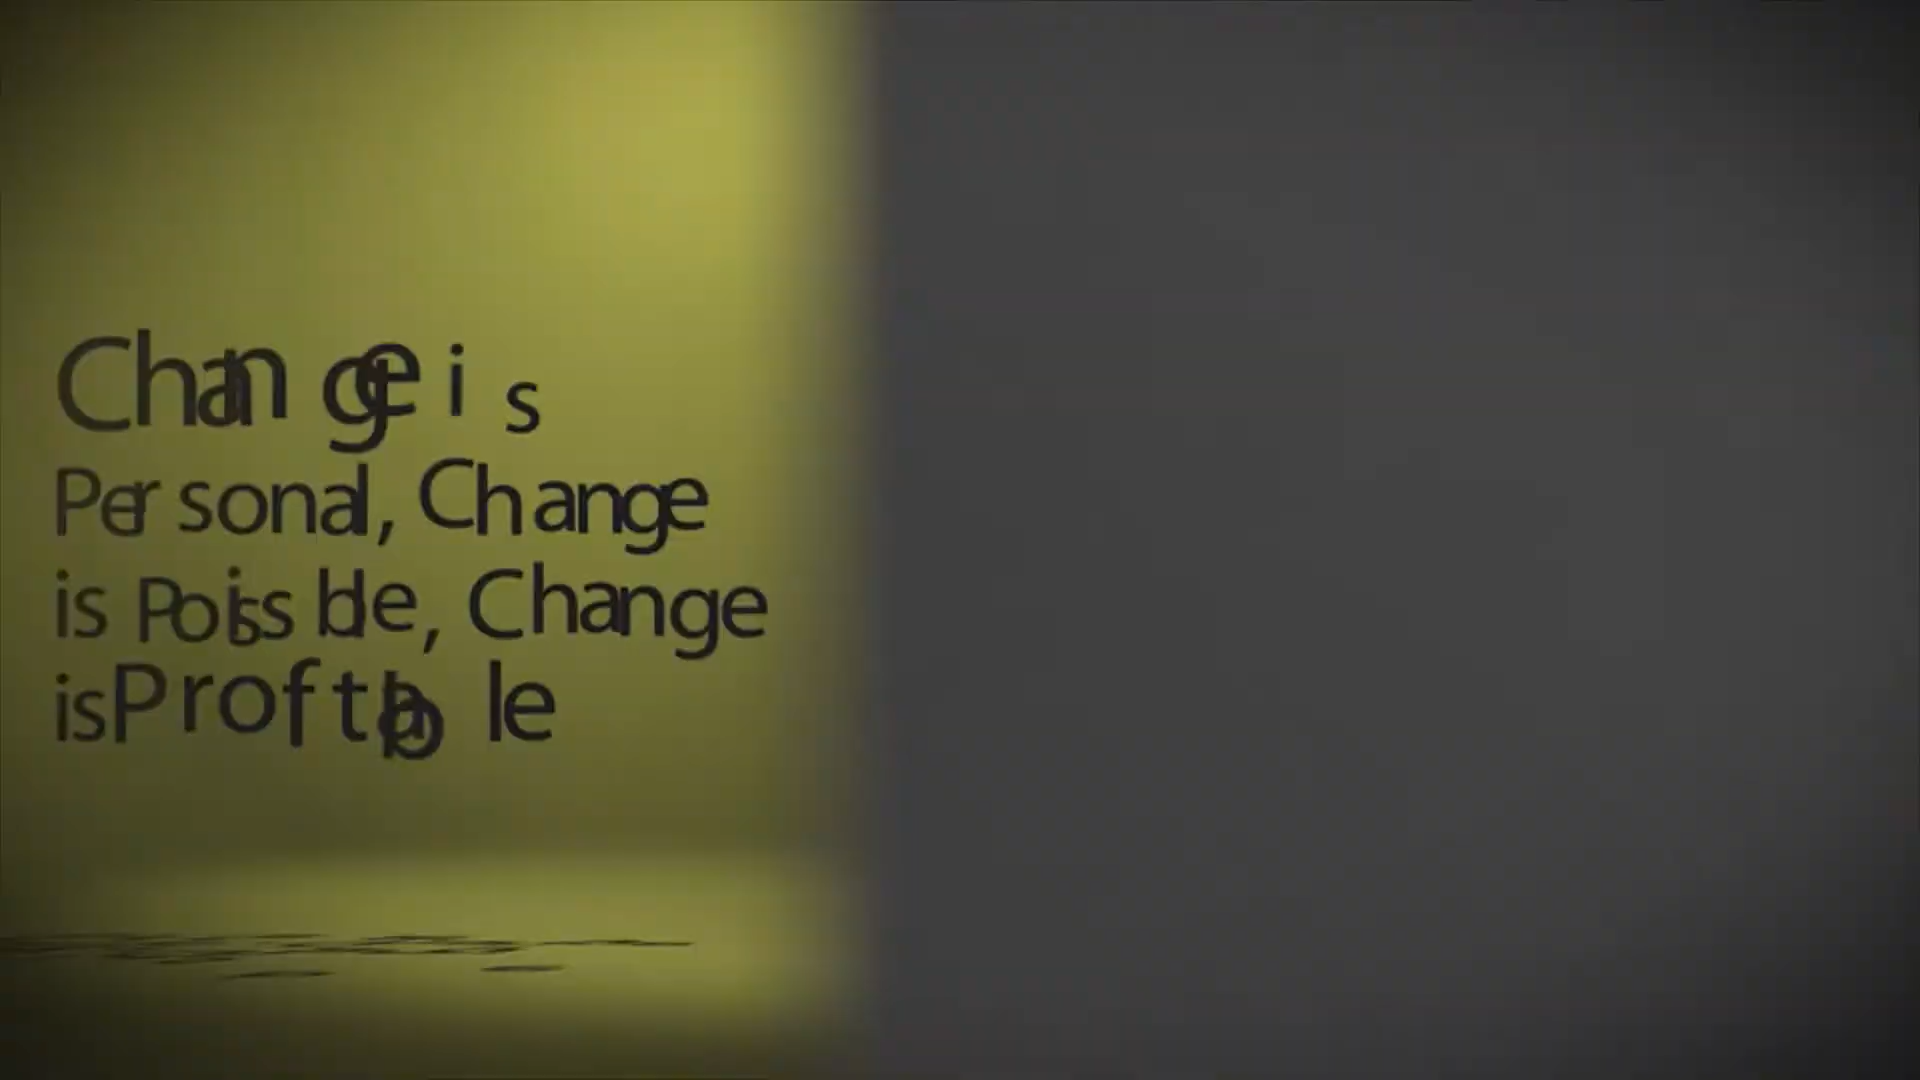 Change is
Personal, Change
is Possible, Change
is Profitable